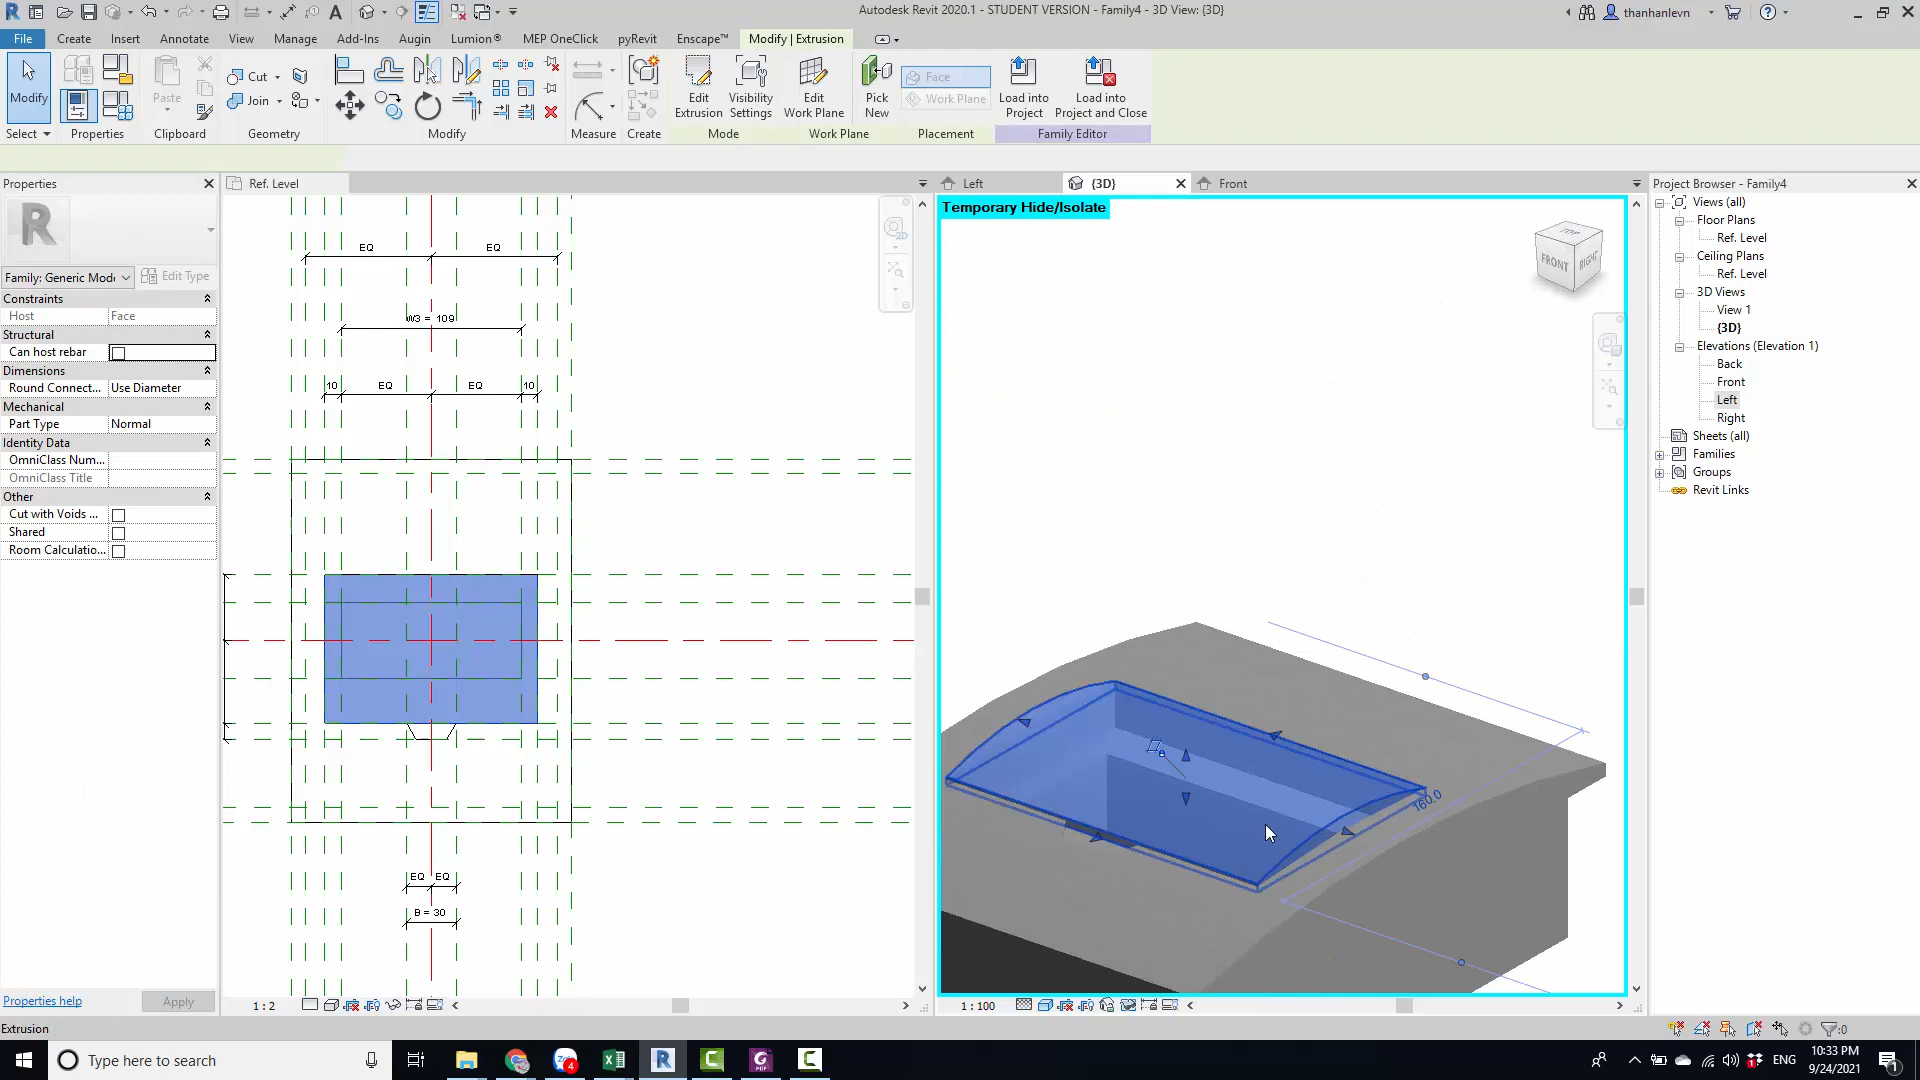 Autodesk Revit 2020.1 - STUDENT VERSION - Family4 - 3D View: {3D}
thanhanlevn
File
Create
Insert
Annotate
View
Manage
Add-Ins
Augin
Lumion®
MEP OneClick
pyRevit
Enscape™
Modify | Extrusion
Modify
Paste
Cut
Join
Edit Extrusion
Visibility Settings
Edit Work Plane
Pick New
Face
Work Plane
Load into Project
Load into Project and Close
Select
Properties
Clipboard
Geometry
Modify
Measure
Create
Mode
Work Plane
Placement
Family Editor
Properties
Ref. Level
Left
{3D}
Front
Project Browser - Family4
Family: Generic Mode
Edit Type
Constraints
Host
Face
Structural
Can host rebar
Dimensions
Round Connect...
Use Diameter
Mechanical
Part Type
Normal
Identity Data
OmniClass Num...
OmniClass Title
Other
Cut with Voids ...
Shared
Room Calculatio...
Properties help
Apply
EQ
EQ
W3 = 109
10
EQ
EQ
10
EQ
EQ
B = 30
1 : 2
Temporary Hide/Isolate
TOP
FRONT
RIGHT
160.0
1 : 100
Views (all)
Floor Plans
Ref. Level
Ceiling Plans
Ref. Level
3D Views
View 1
{3D}
Elevations (Elevation 1)
Back
Front
Left
Right
Sheets (all)
Families
Groups
Revit Links
Extrusion
:0
Type here to search
4
ENG
10:33 PM
9/24/2021
1